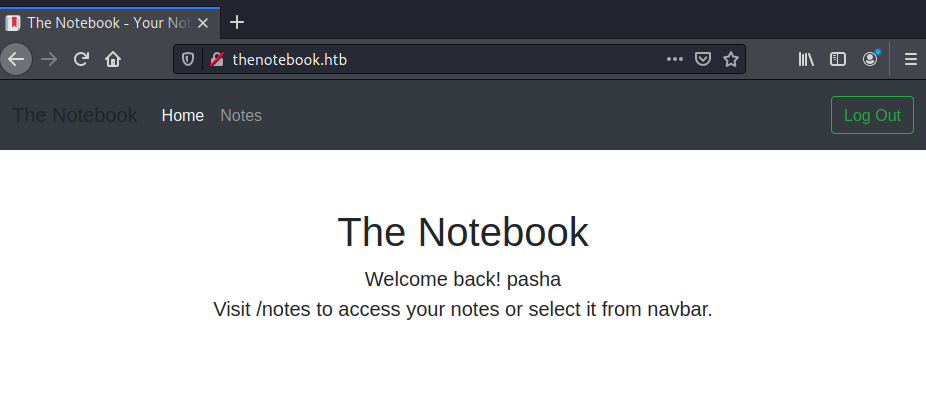 The Notebook - Your Not
thenotebook.htb
The Notebook Home Notes Log Out
The Notebook
Welcome back! pasha
Visit /notes to access your notes or select it from navbar.